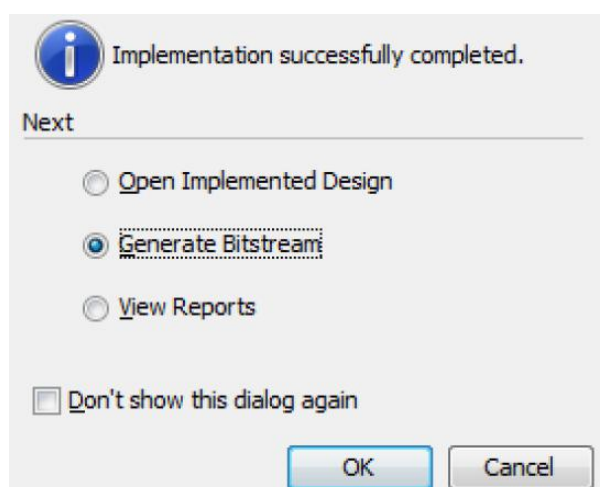 Implementation successfully completed.
Next
Open Implemented Design
Generate Bitstream
View Reports
Don't show this dialog again
OK Cancel